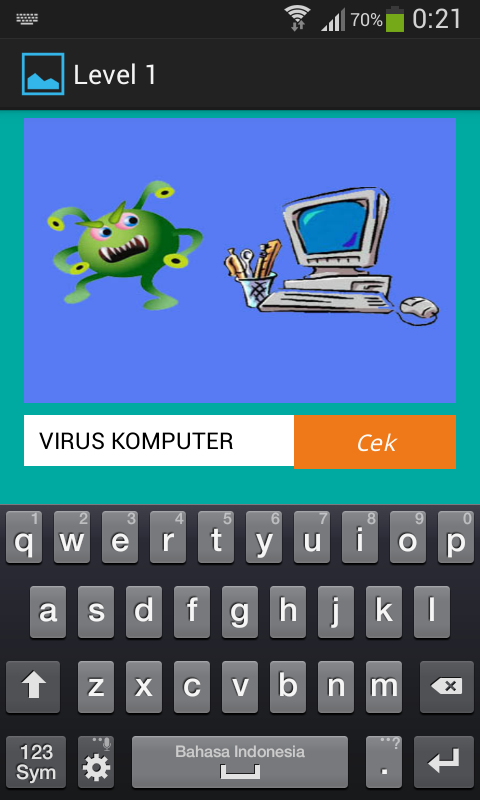 70% 0:21
Level 1
VIRUS KOMPUTER
Cek
1 2 3 4 5 6 7 8 9 0
q w e r t y u i o p
a s d f g h j k l
z x c v b n m
123
Sym
Bahasa Indonesia
. ?